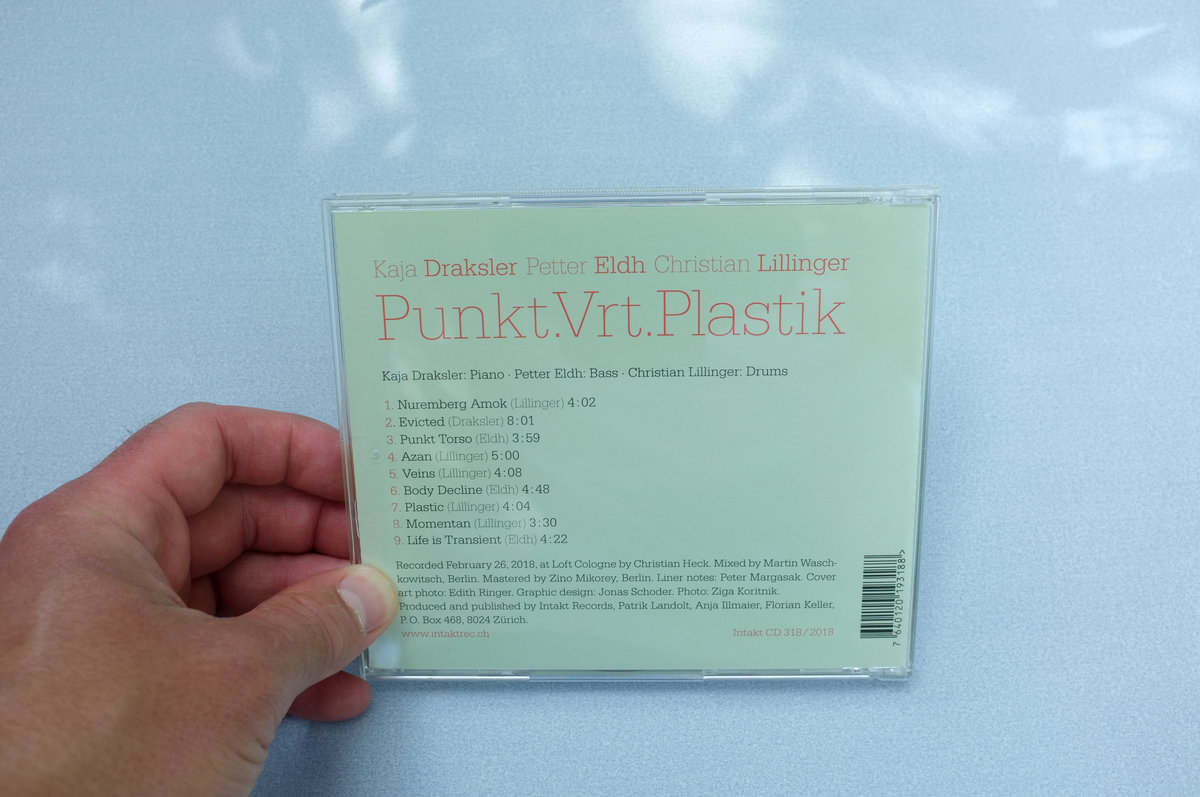 Kaja Draksler Petter Eldh Christian Lillinger
Punkt.Vrt.Plastik
Kaja Draksler: Piano · Petter Eldh: Bass · Christian Lillinger: Drums
1. Nuremberg Amok (Lillinger) 4:02
2. Evicted (Draksler) 8:01
3. Punkt Torso (Eldh) 3:59
4. Azan (Lillinger) 5:00
5. Veins (Lillinger) 4:08
6. Body Decline (Eldh) 4:48
7. Plastic (Lillinger) 4:04
8. Momentan (Lillinger) 3:30
9. Life is Transient (Eldh) 4:22
Recorded February 26, 2018, at Loft Cologne by Christian Heck. Mixed by Martin Wasch-
kowitsch, Berlin. Mastered by Zino Mikorey, Berlin. Liner notes: Peter Margasak. Cover
art photo: Edith Ringer. Graphic design: Jonas Schoder. Photo: Ziga Koritnik.
Produced and published by Intakt Records, Patrik Landolt, Anja Illmaier, Florian Keller,
P.O. Box 468, 8024 Zürich.
www.intaktrec.ch
Intakt CD 318/2018
7 640120 193188 >